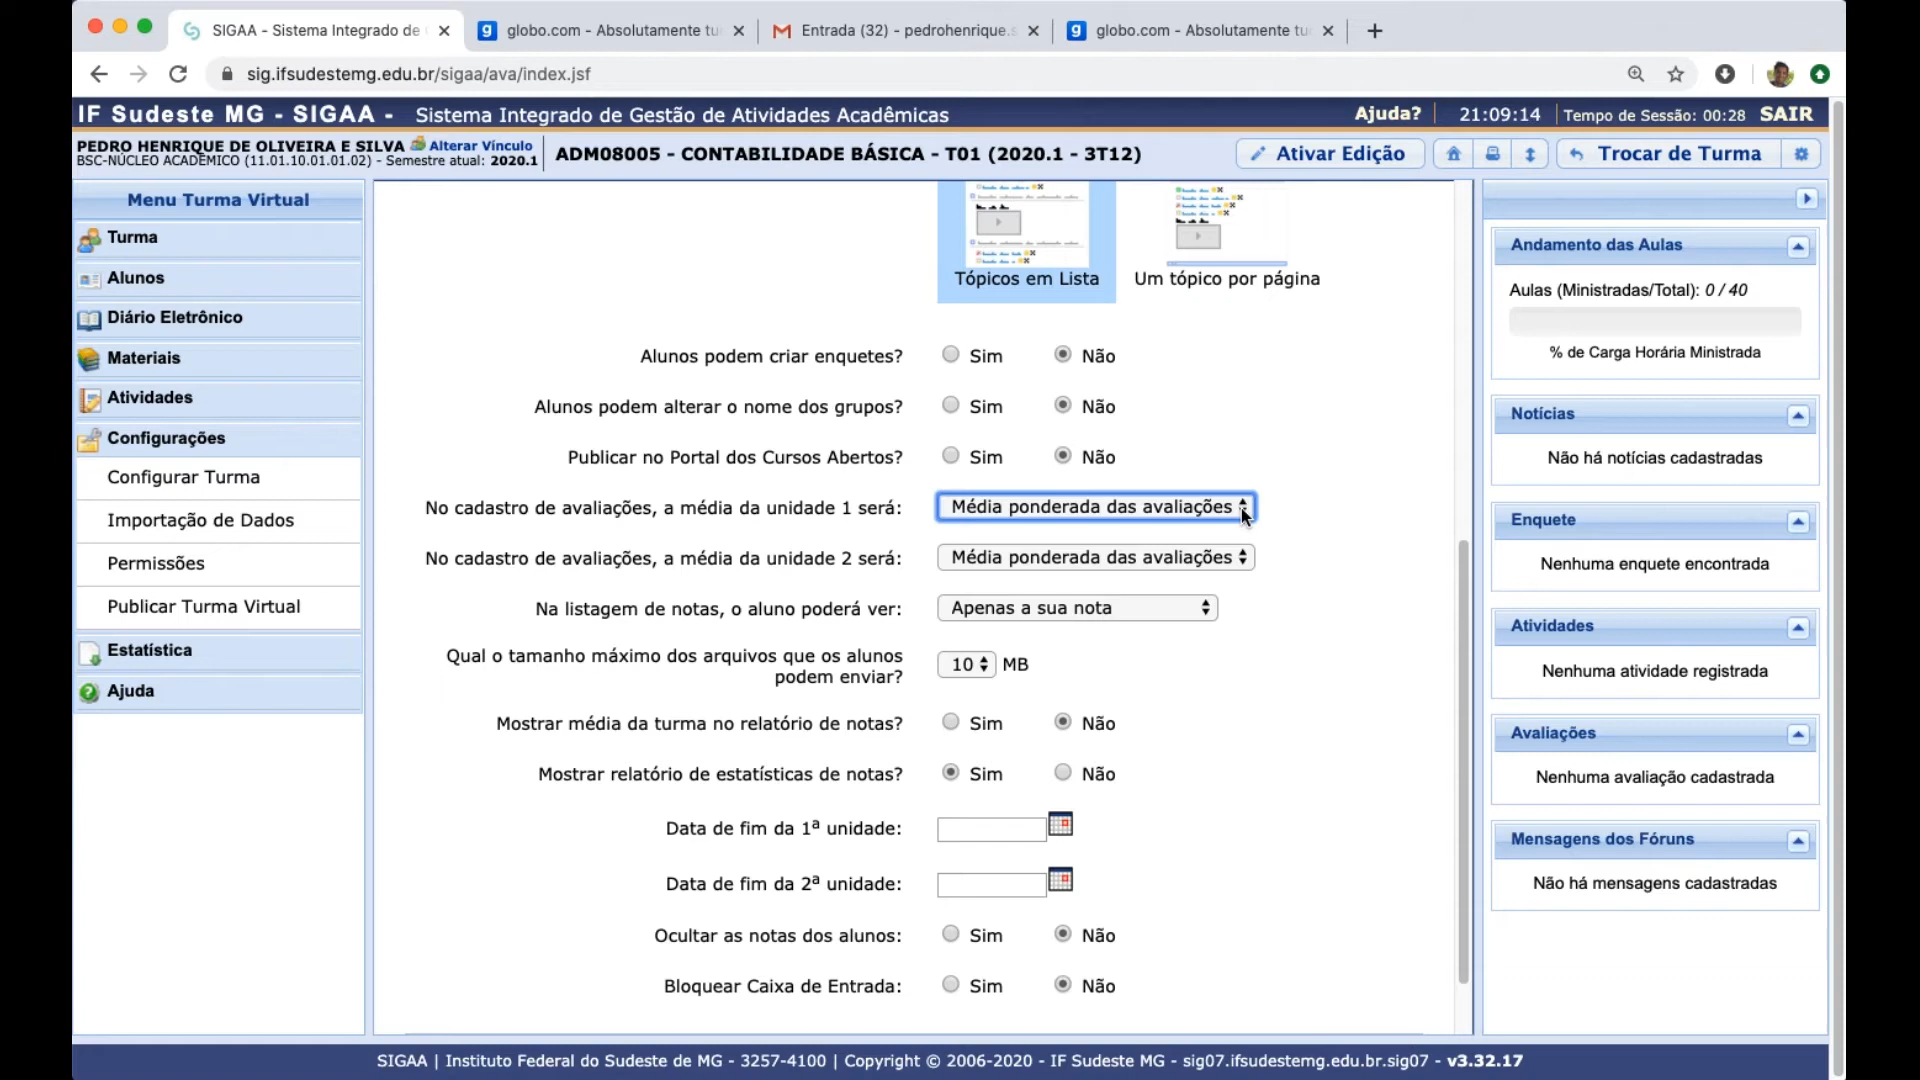 SIGAA - Sistema Integrado de
globo.com - Absolutamente tu
Entrada (32) - pedrohenrique.s
globo.com - Absolutamente tu
sig.ifsudestemg.edu.br/sigaa/ava/index.jsf
IF Sudeste MG - SIGAA - Sistema Integrado de Gestão de Atividades Acadêmicas
Ajuda?
21:09:14
Tempo de Sessão: 00:28
SAIR
PEDRO HENRIQUE DE OLIVEIRA E SILVA Alterar Vínculo
BSC-NÚCLEO ACADÊMICO (11.01.10.01.01.02) - Semestre atual: 2020.1
ADM08005 - CONTABILIDADE BÁSICA - T01 (2020.1 - 3T12)
Ativar Edição
Trocar de Turma
Menu Turma Virtual
Turma
Alunos
Diário Eletrônico
Materiais
Atividades
Configurações
Configurar Turma
Importação de Dados
Permissões
Publicar Turma Virtual
Estatística
Ajuda
Tópicos em Lista
Um tópico por página
Alunos podem criar enquetes? Sim Não
Alunos podem alterar o nome dos grupos? Sim Não
Publicar no Portal dos Cursos Abertos? Sim Não
No cadastro de avaliações, a média da unidade 1 será: Média ponderada das avaliações
No cadastro de avaliações, a média da unidade 2 será: Média ponderada das avaliações
Na listagem de notas, o aluno poderá ver: Apenas a sua nota
Qual o tamanho máximo dos arquivos que os alunos
podem enviar? 10 MB
Mostrar média da turma no relatório de notas? Sim Não
Mostrar relatório de estatísticas de notas? Sim Não
Data de fim da 1ª unidade:
Data de fim da 2ª unidade:
Ocultar as notas dos alunos: Sim Não
Bloquear Caixa de Entrada: Sim Não
Andamento das Aulas
Aulas (Ministradas/Total): 0 / 40
% de Carga Horária Ministrada
Notícias
Não há notícias cadastradas
Enquete
Nenhuma enquete encontrada
Atividades
Nenhuma atividade registrada
Avaliações
Nenhuma avaliação cadastrada
Mensagens dos Fóruns
Não há mensagens cadastradas
SIGAA | Instituto Federal do Sudeste de MG - 3257-4100 | Copyright © 2006-2020 - IF Sudeste MG - sig07.ifsudestemg.edu.br.sig07 - v3.32.17